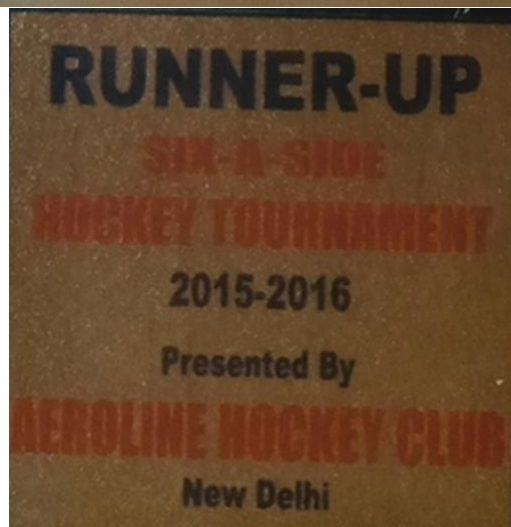 RUNNER-UP
SIX-A-SIDE
HOCKEY TOURNAMENT
2015-2016
Presented By
AEROLINE HOCKEY CLUB
New Delhi